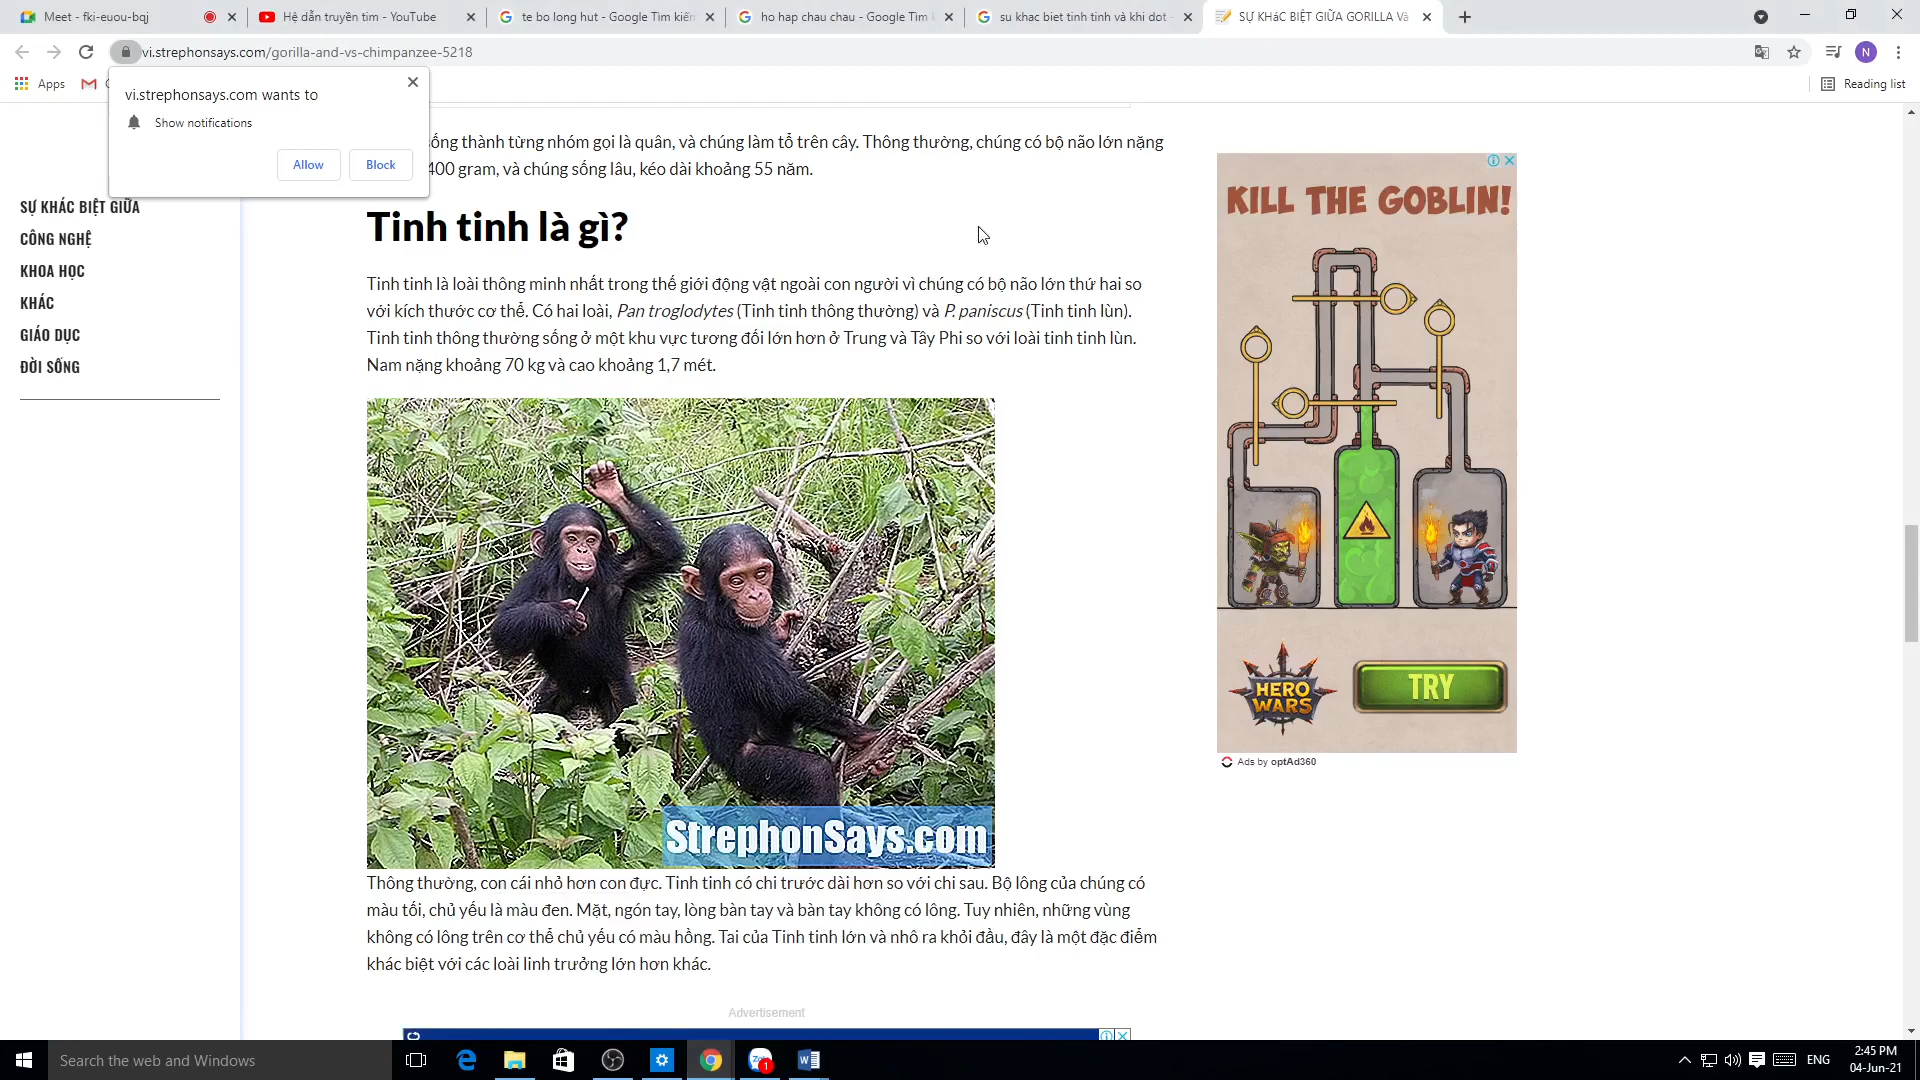 Meet - fki-euou-bqj
Hệ dẫn truyền tim - YouTube
te bo long hut - Google Tìm kiếm
ho hap chau chau - Google Tìm k
su khac biet tinh tinh va khi dot -
SỰ KHáC BIỆT GIỮA GORILLA Và
vi.strephonsays.com/gorilla-and-vs-chimpanzee-5218
Apps
Reading list
vi.strephonsays.com wants to
Show notifications
Allow
Block
SỰ KHÁC BIỆT GIỮA
CÔNG NGHỆ
KHOA HỌC
KHÁC
GIÁO DỤC
ĐỜI SỐNG
sống thành từng nhóm gọi là quân, và chúng làm tổ trên cây. Thông thường, chúng có bộ não lớn nặng
400 gram, và chúng sống lâu, kéo dài khoảng 55 năm.
Tinh tinh là gì?
Tinh tinh là loài thông minh nhất trong thế giới động vật ngoài con người vì chúng có bộ não lớn thứ hai so
với kích thước cơ thể. Có hai loài, Pan troglodytes (Tinh tinh thông thường) và P. paniscus (Tinh tinh lùn).
Tinh tinh thông thường sống ở một khu vực tương đối lớn hơn ở Trung và Tây Phi so với loài tinh tinh lùn.
Nam nặng khoảng 70 kg và cao khoảng 1,7 mét.
StrephonSays.com
Thông thường, con cái nhỏ hơn con đực. Tinh tinh có chi trước dài hơn so với chi sau. Bộ lông của chúng có
màu tối, chủ yếu là màu đen. Mặt, ngón tay, lòng bàn tay và bàn tay không có lông. Tuy nhiên, những vùng
không có lông trên cơ thể chủ yếu có màu hồng. Tai của Tinh tinh lớn và nhô ra khỏi đầu, đây là một đặc điểm
khác biệt với các loài linh trưởng lớn hơn khác.
Advertisement
KILL THE GOBLIN!
HERO
WARS
TRY
Ads by optAd360
Search the web and Windows
ENG
2:45 PM
04-Jun-21